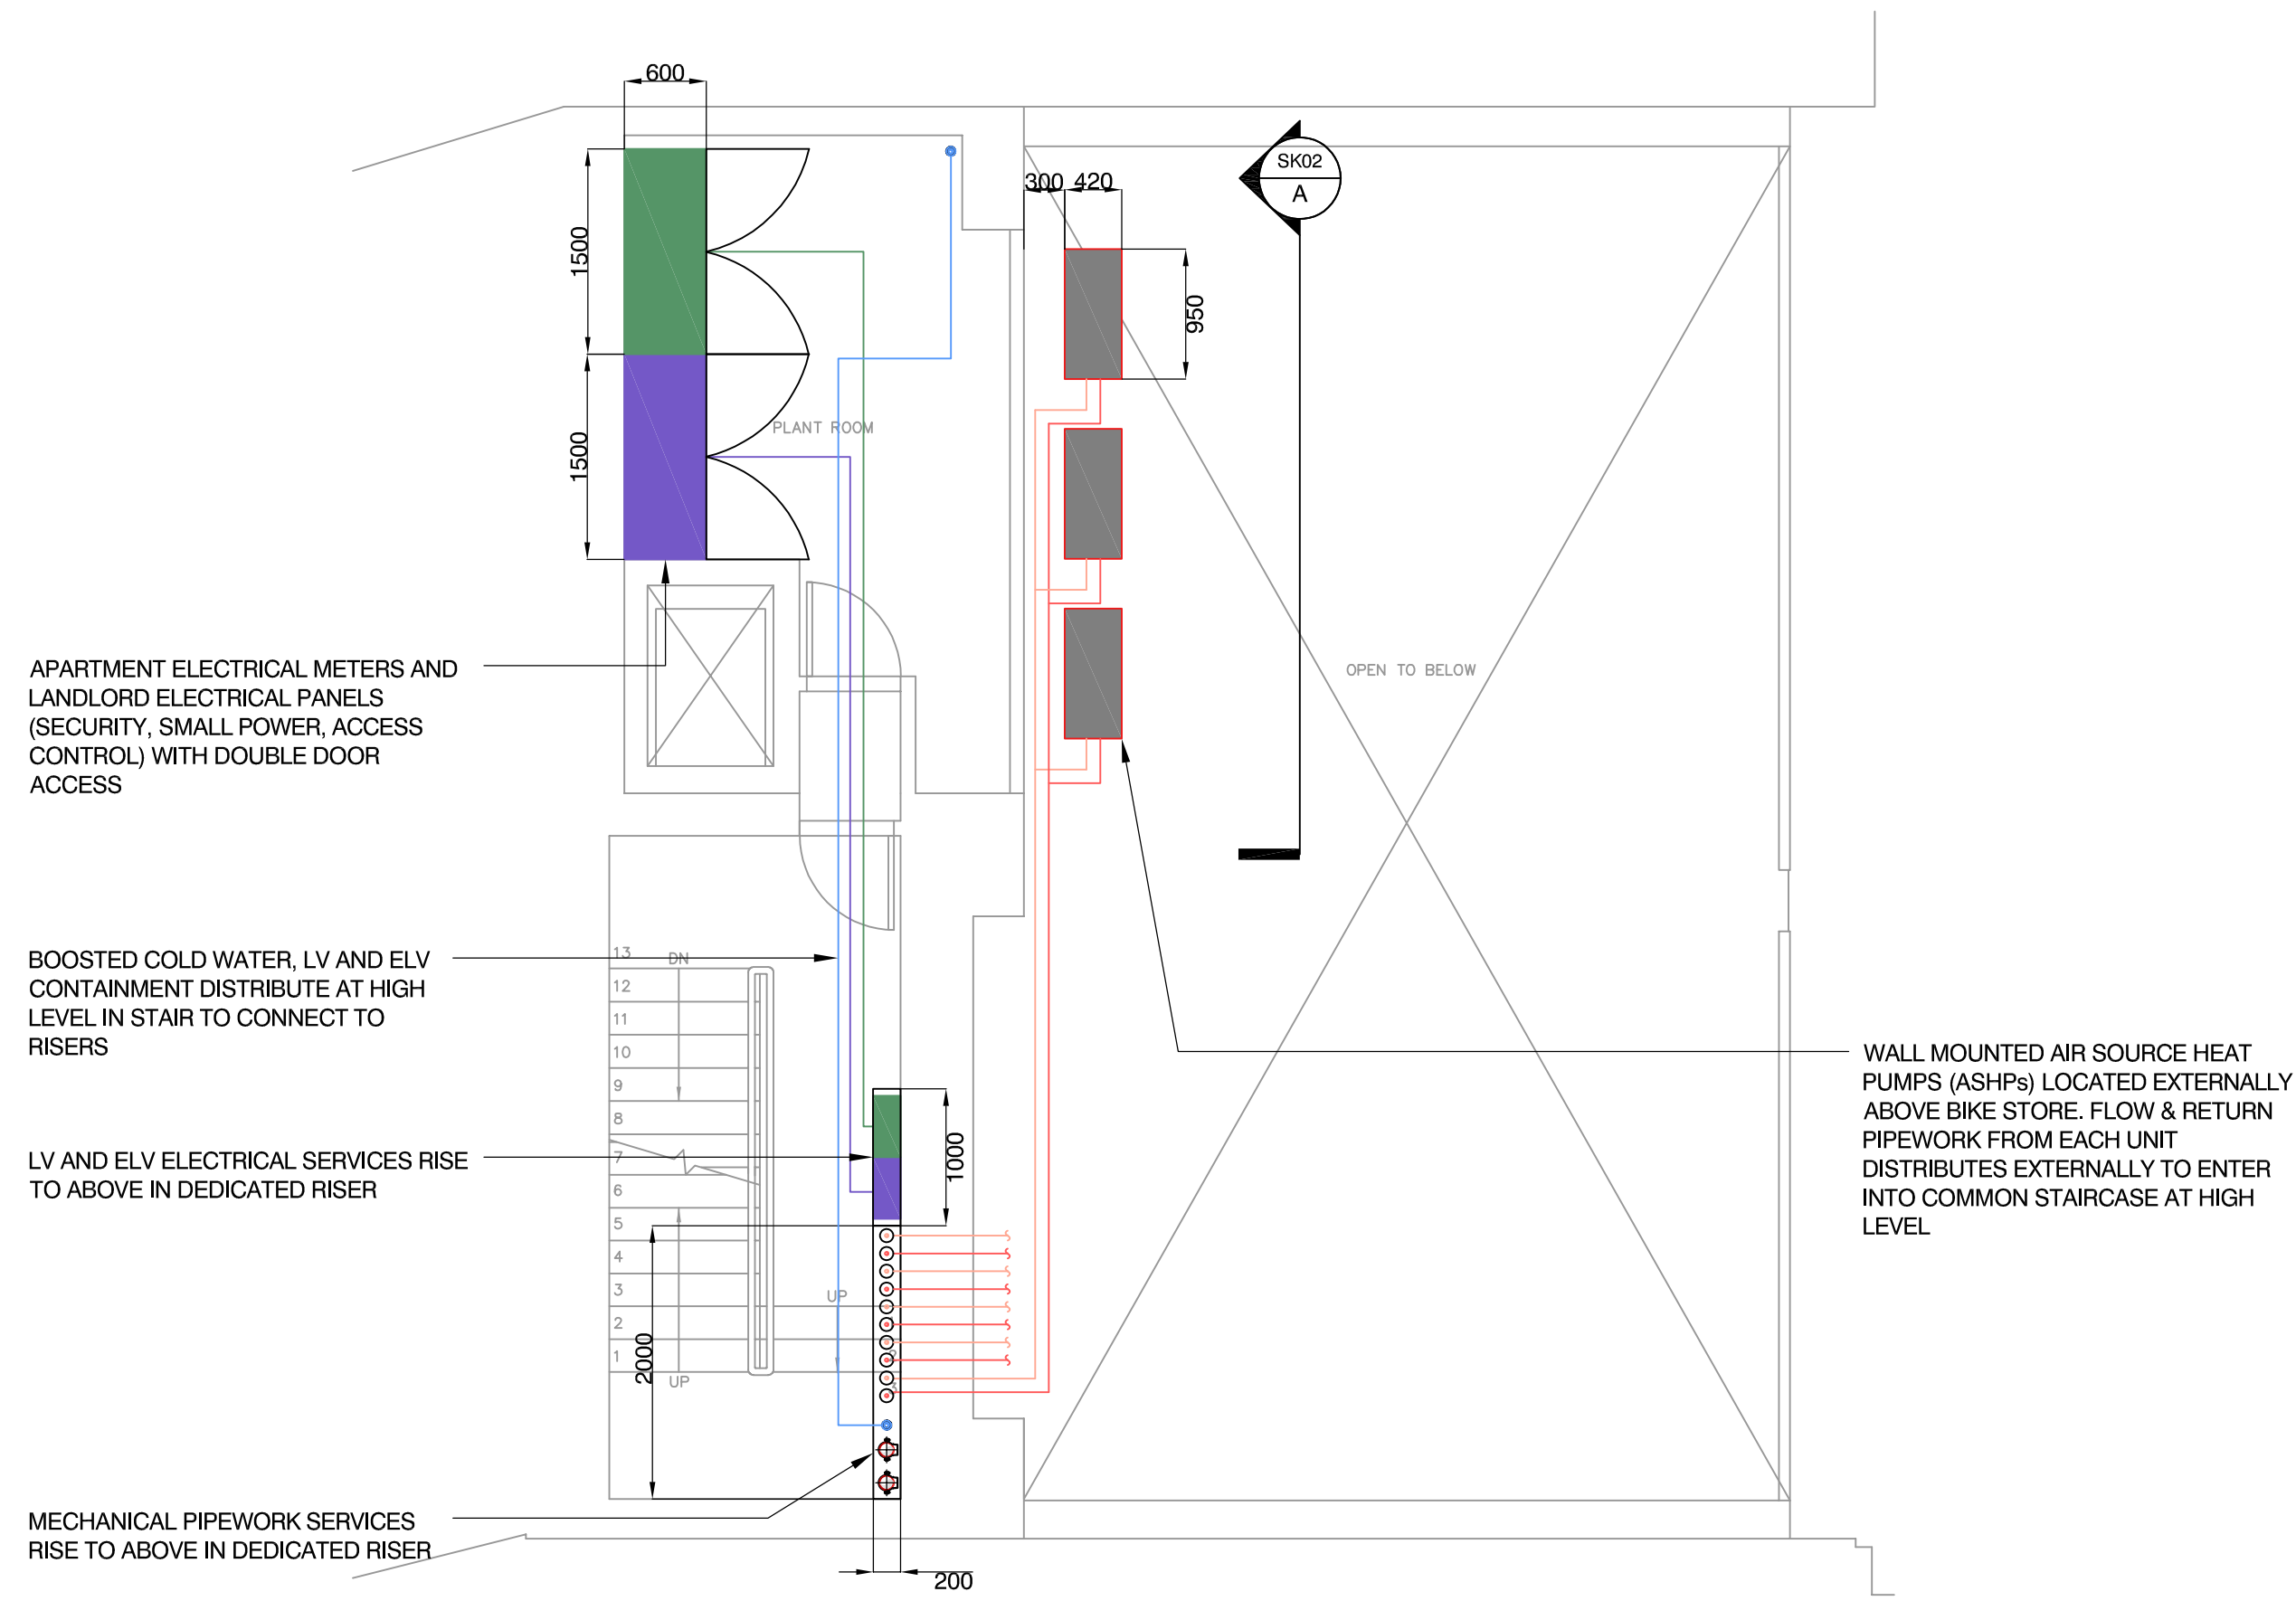 600
SK02
A
300 420
1500
950
1500
PLANT ROOM
APARTMENT ELECTRICAL METERS AND
LANDLORD ELECTRICAL PANELS
(SECURITY, SMALL POWER, ACCESS
CONTROL) WITH DOUBLE DOOR
ACCESS
OPEN TO BELOW
BOOSTED COLD WATER, LV AND ELV
CONTAINMENT DISTRIBUTE AT HIGH
LEVEL IN STAIR TO CONNECT TO
RISERS
13
DN
12
11
10
9
8
7
6
5
4
3
2
1
UP
UP
WALL MOUNTED AIR SOURCE HEAT
PUMPS (ASHPs) LOCATED EXTERNALLY
ABOVE BIKE STORE. FLOW & RETURN
PIPEWORK FROM EACH UNIT
DISTRIBUTES EXTERNALLY TO ENTER
INTO COMMON STAIRCASE AT HIGH
LEVEL
LV AND ELV ELECTRICAL SERVICES RISE
TO ABOVE IN DEDICATED RISER
1000
2000
MECHANICAL PIPEWORK SERVICES
RISE TO ABOVE IN DEDICATED RISER
200